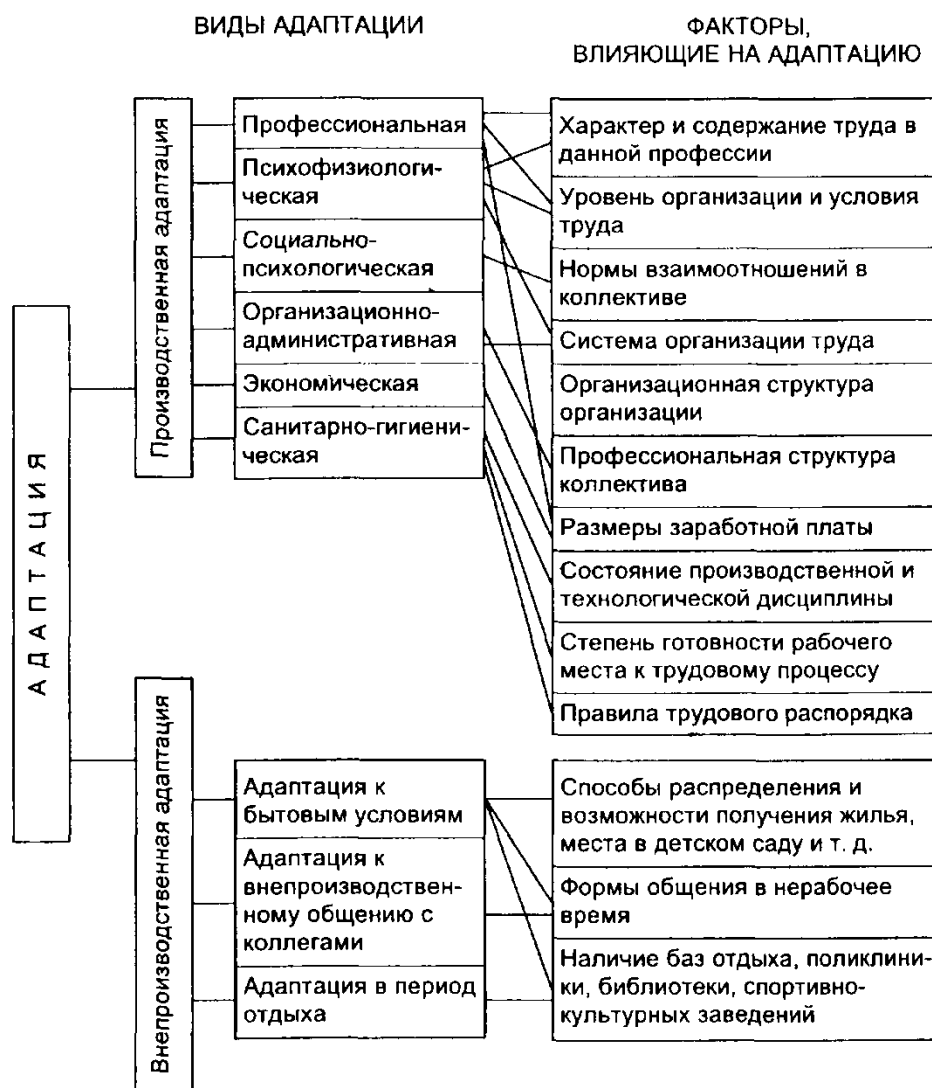 ВИДЫ АДАПТАЦИИ
ФАКТОРЫ,
ВЛИЯЮЩИЕ НА АДАПТАЦИЮ
АДАПТАЦИЯ
Производственная адаптация
Профессиональная
Психофизиологи-
ческая
Социально-
психологическая
Организационно-
административная
Экономическая
Санитарно-гигиени-
ческая
Характер и содержание труда в
данной профессии
Уровень организации и условия
труда
Нормы взаимоотношений в
коллективе
Система организации труда
Организационная структура
организации
Профессиональная структура
коллектива
Размеры заработной платы
Состояние производственной и
технологической дисциплины
Степень готовности рабочего
места к трудовому процессу
Правила трудового распорядка
Внепроизводственная адаптация
Адаптация к
бытовым условиям
Адаптация к
внепроизводствен-
ному общению с
коллегами
Адаптация в период
отдыха
Способы распределения и
возможности получения жилья,
места в детском саду и т. д.
Формы общения в нерабочее
время
Наличие баз отдыха, поликлини-
ки, библиотеки, спортивно-
культурных заведений